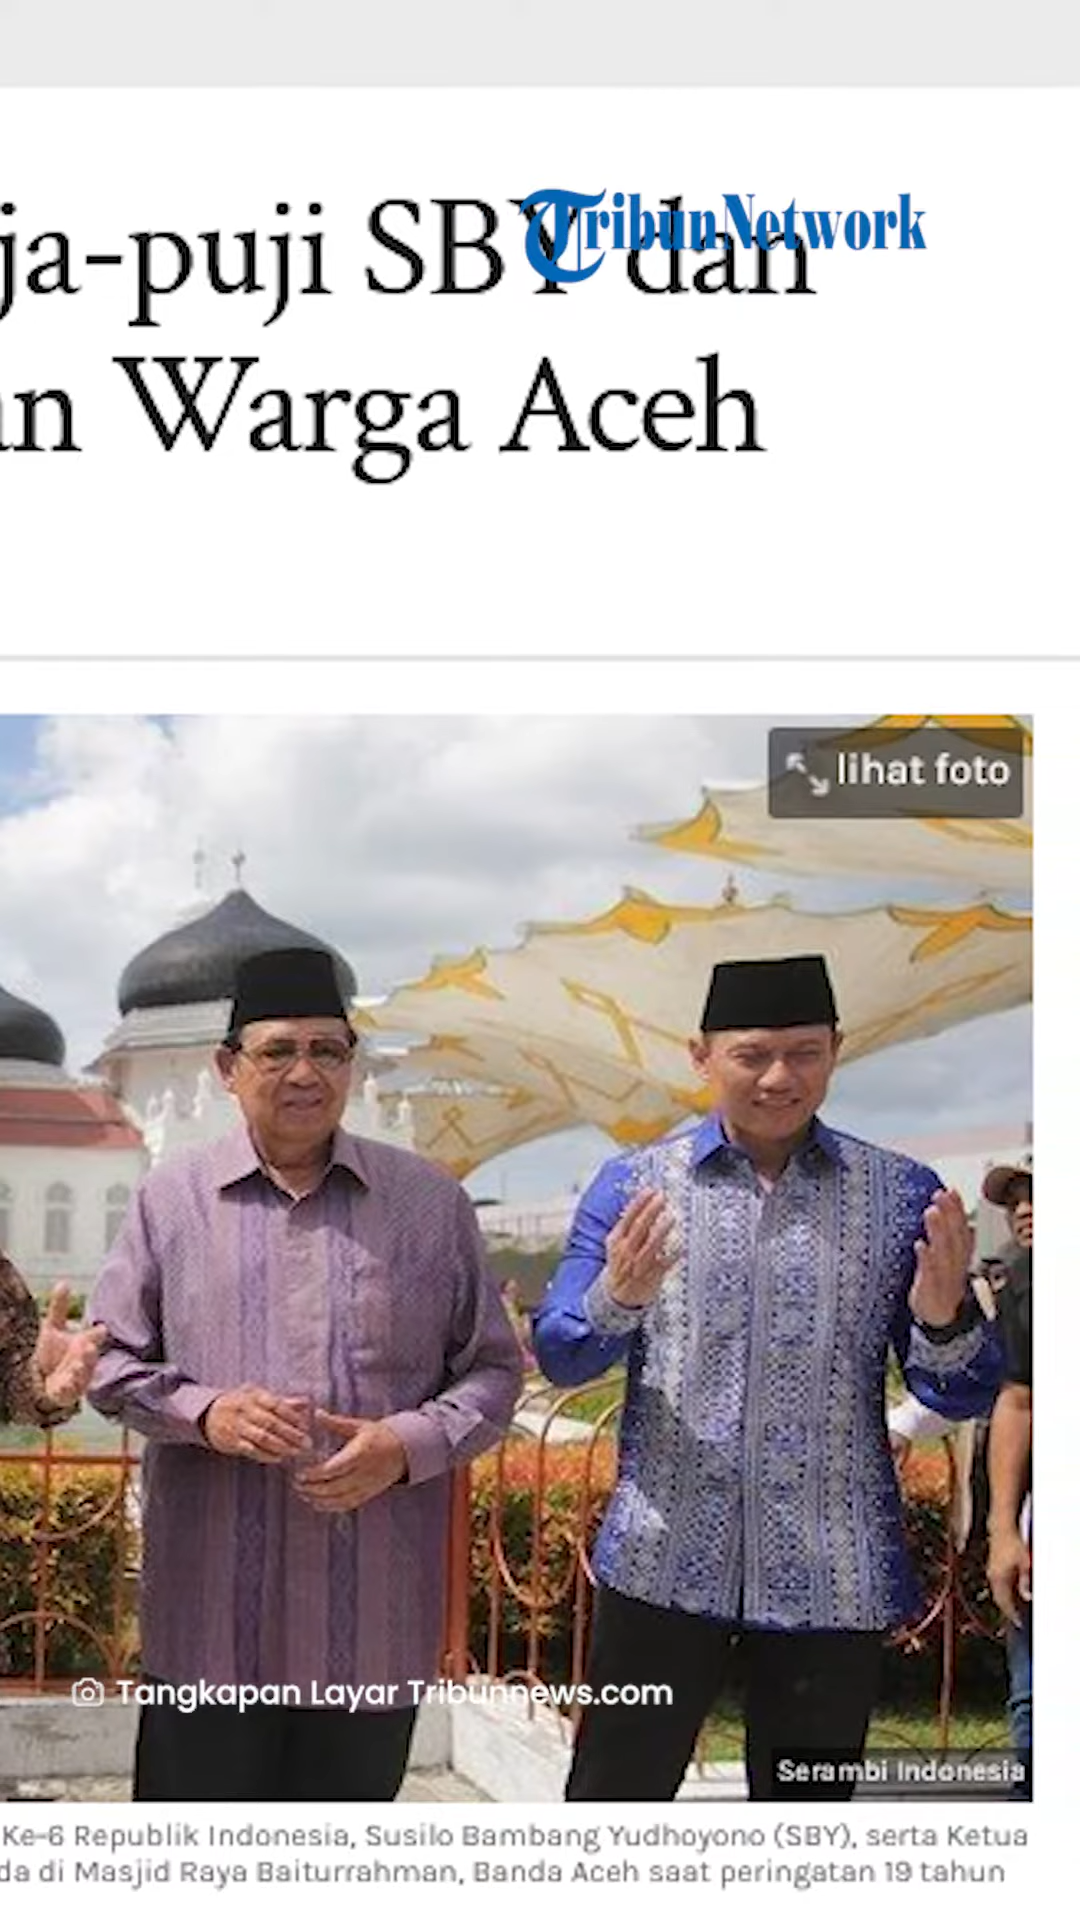 ja-puji SBY dan
TribunNetwork
an Warga Aceh
lihat foto
Tangkapan Layar Tribunnews.com
Serambi Indonesia
Ke-6 Republik Indonesia, Susilo Bambang Yudhoyono (SBY), serta Ketua
da di Masjid Raya Baiturrahman, Banda Aceh saat peringatan 19 tahun